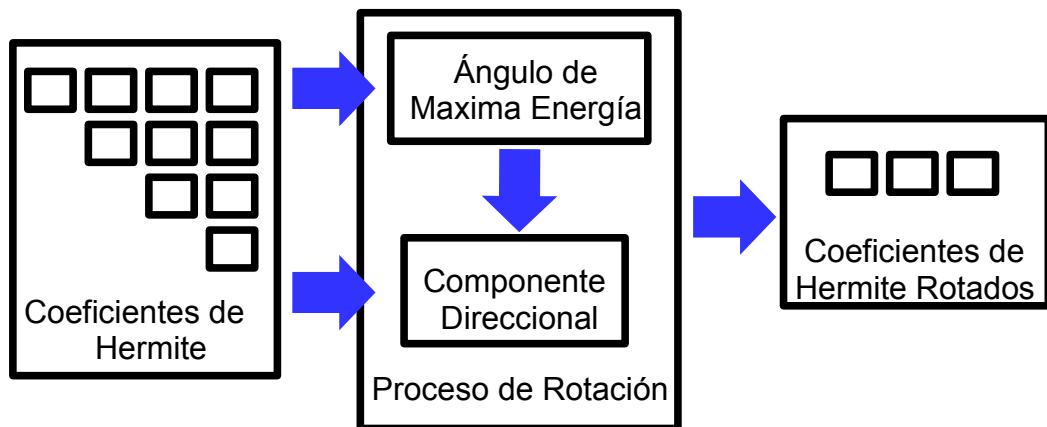 Coeficientes de
Hermite
Ángulo de
Maxima Energía
Componente
Direccional
Proceso de Rotación
Coeficientes de
Hermite Rotados